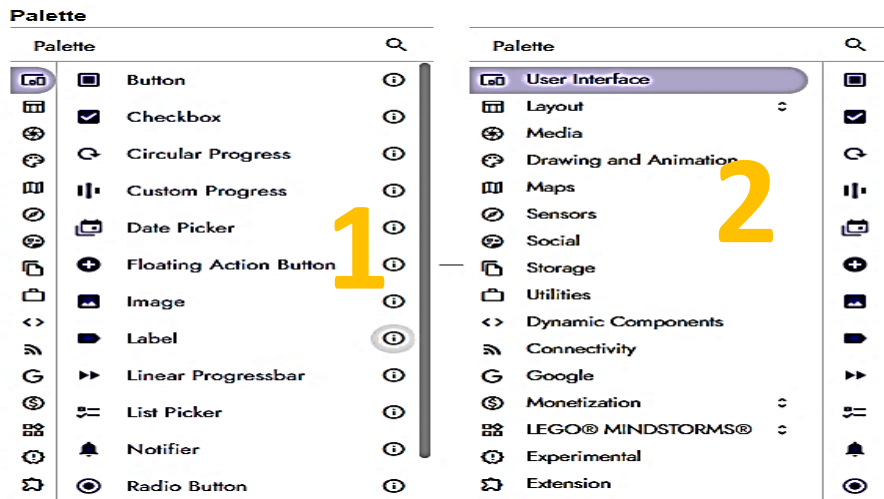 Palette
Palette
Button
Checkbox
Circular Progress
Custom Progress
Date Picker
Floating Action Button
Image
Label
Linear Progressbar
List Picker
Notifier
Radio Button
1
Palette
User Interface
Layout
Media
Drawing and Animation
Maps
Sensors
Social
Storage
Utilities
Dynamic Components
Connectivity
Google
Monetization
LEGO® MINDSTORMS®
Experimental
Extension
2